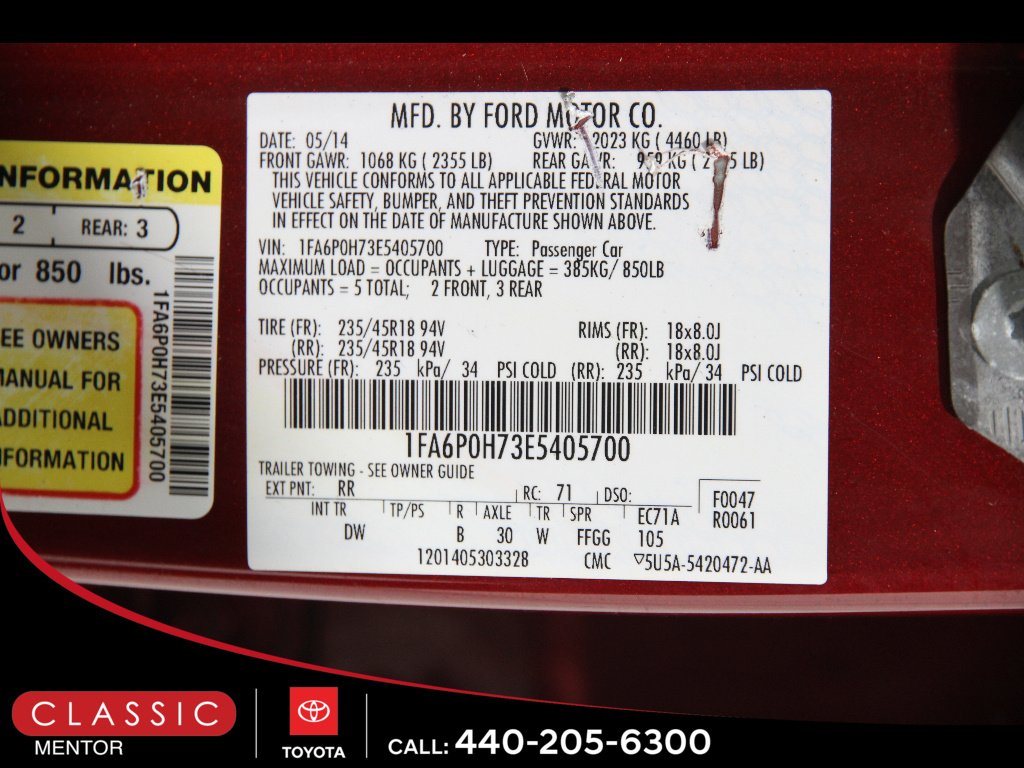 NFORMATION
2 REAR: 3
or 850 lbs.
EE OWNERS
MANUAL FOR
ADDITIONAL
FORMATION
1FA6P0H73E5405700
MFD. BY FORD MOTOR CO.
DATE: 05/14 GVWR: 2023 KG ( 4460 LB)
FRONT GAWR: 1068 KG ( 2355 LB) REAR GAWR: KG ( LB)
THIS VEHICLE CONFORMS TO ALL APPLICABLE FEDERAL MOTOR
VEHICLE SAFETY, BUMPER, AND THEFT PREVENTION STANDARDS
IN EFFECT ON THE DATE OF MANUFACTURE SHOWN ABOVE.
VIN: 1FA6P0H73E5405700 TYPE: Passenger Car
MAXIMUM LOAD = OCCUPANTS + LUGGAGE = 385KG/ 850LB
OCCUPANTS = 5 TOTAL; 2 FRONT, 3 REAR
TIRE (FR): 235/45R18 94V RIMS (FR): 18x8.0J
(RR): 235/45R18 94V (RR): 18x8.0J
PRESSURE (FR): 235 kPa/ 34 PSI COLD (RR): 235 kPa/ 34 PSI COLD
1FA6P0H73E5405700
TRAILER TOWING - SEE OWNER GUIDE
EXT PNT: RR RC: 71 DSO: F0047
INT TR TP/PS R AXLE TR SPR EC71A R0061
DW B 30 W FFGG 105
1201405303328 CMC ▽5U5A-5420472-AA
CLASSIC
MENTOR
TOYOTA
CALL: 440-205-6300